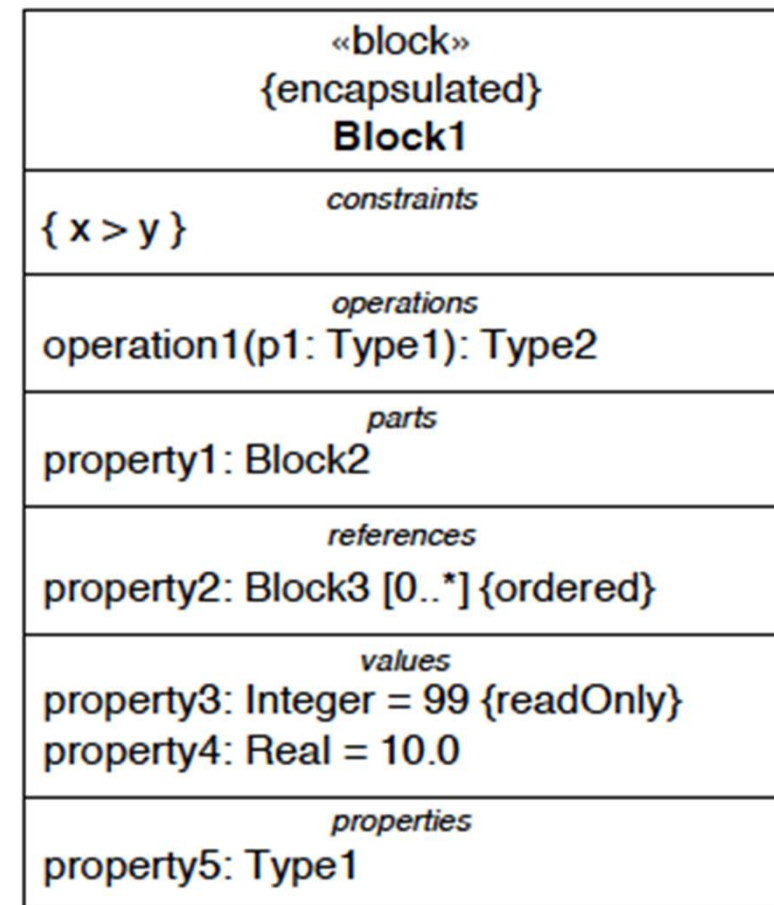 «block»
{encapsulated}
Block1
constraints
{ x > y }
operations
operation1(p1: Type1): Type2
parts
property1: Block2
references
property2: Block3 [0..*] {ordered}
values
property3: Integer = 99 {readOnly}
property4: Real = 10.0
properties
property5: Type1